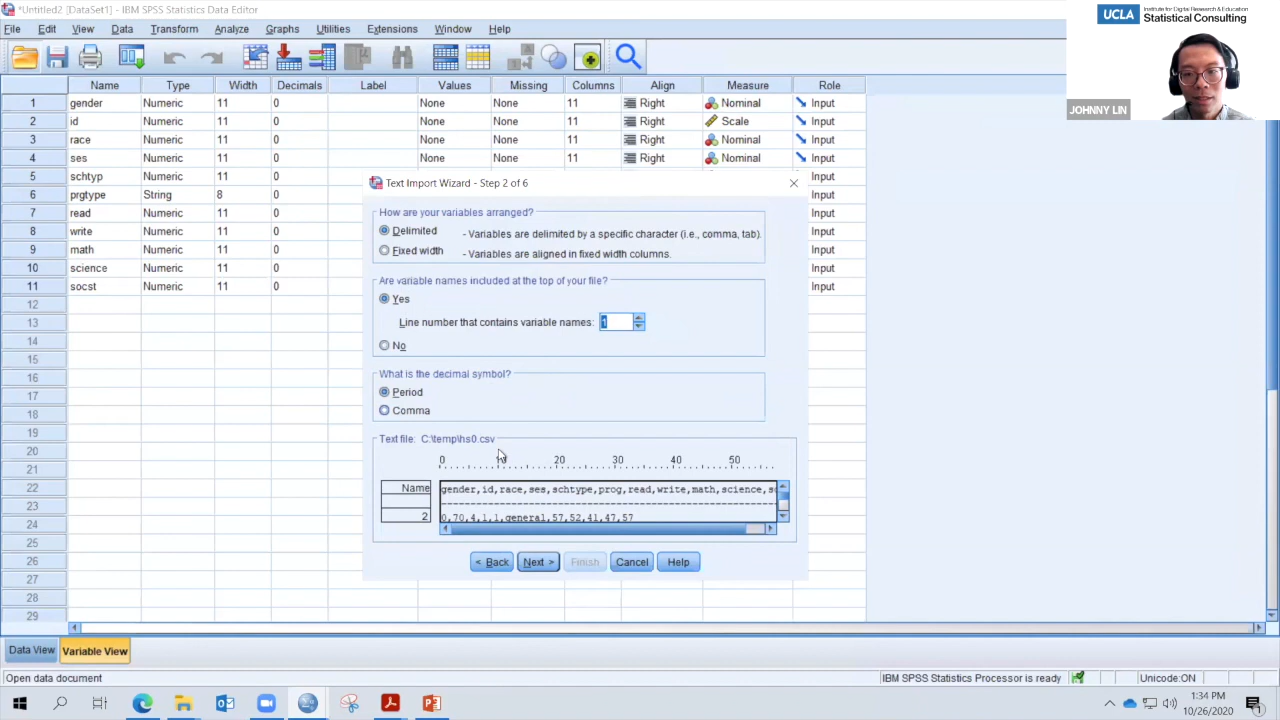 *Untitled2 [DataSet1] - IBM SPSS Statistics Data Editor
UCLA Institute for Digital Research & Education
Statistical Consulting
File Edit View Data Transform Analyze Graphs Utilities Extensions Window Help
JOHNNY LIN
Name Type Width Decimals Label Values Missing Columns Align Measure Role
1 gender Numeric 11 0 None None 11 Right Nominal Input
2 id Numeric 11 0 None None 11 Right Scale Input
3 race Numeric 11 0 None None 11 Right Nominal Input
4 ses Numeric 11 0 None None 11 Right Nominal Input
5 schtyp Numeric 11 0 Input
6 prgtype String 8 0 Input
7 read Numeric 11 0 Input
8 write Numeric 11 0 Input
9 math Numeric 11 0 Input
10 science Numeric 11 0 Input
11 socst Numeric 11 0 Input
12
13
14
15
16
17
18
19
20
21
22
23
24
25
26
27
28
29
Text Import Wizard - Step 2 of 6
How are your variables arranged?
Delimited - Variables are delimited by a specific character (i.e., comma, tab).
Fixed width - Variables are aligned in fixed width columns.
Are variable names included at the top of your file?
Yes
Line number that contains variable names: 1
No
What is the decimal symbol?
Period
Comma
Text file: C:\temp\hs0.csv
0 10 20 30 40 50
Name gender,id,race,ses,schtype,prog,read,write,math,science,s
2 0,70,4,1,1,general,57,52,41,47,57
< Back Next > Finish Cancel Help
Data View Variable View
Open data document IBM SPSS Statistics Processor is ready Unicode:ON
1:34 PM
10/26/2020
1